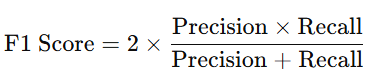 F1 Score = 2 × Precision × Recall / Precision + Recall